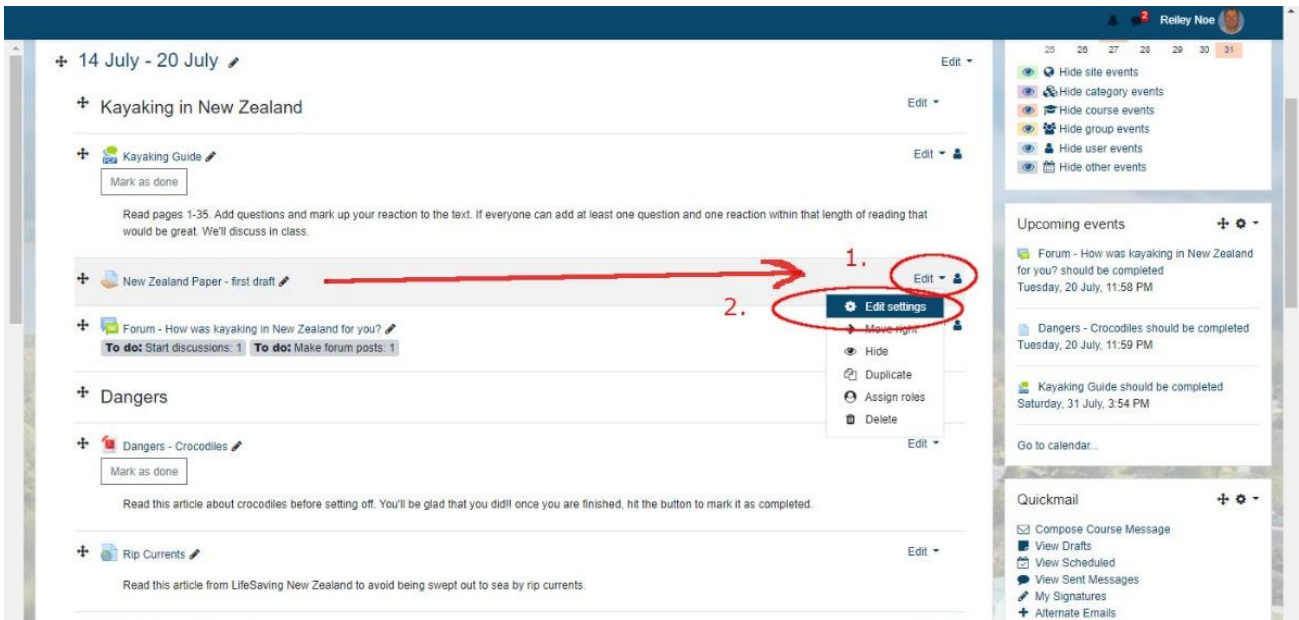 2 Reiley Noe
14 July - 20 July Edit
Kayaking in New Zealand Edit
Kayaking Guide Edit
Mark as done
Read pages 1-35. Add questions and mark up your reaction to the text. If everyone can add at least one question and one reaction within that length of reading that
would be great. We'll discuss in class.
1.
New Zealand Paper - first draft Edit
2.
Edit settings
Move right
Hide
Duplicate
Assign roles
Delete
Forum - How was kayaking in New Zealand for you?
To do: Start discussions: 1 To do: Make forum posts: 1
Dangers
Dangers - Crocodiles Edit
Mark as done
Read this article about crocodiles before setting off. You'll be glad that you did!! once you are finished, hit the button to mark it as completed.
Rip Currents Edit
Read this article from LifeSaving New Zealand to avoid being swept out to sea by rip currents.
25 26 27 28 29 30 31
Hide site events
Hide category events
Hide course events
Hide group events
Hide user events
Hide other events
Upcoming events
Forum - How was kayaking in New Zealand
for you? should be completed
Tuesday, 20 July, 11:58 PM
Dangers - Crocodiles should be completed
Tuesday, 20 July, 11:59 PM
Kayaking Guide should be completed
Saturday, 31 July, 3:54 PM
Go to calendar...
Quickmail
Compose Course Message
View Drafts
View Scheduled
View Sent Messages
My Signatures
Alternate Emails